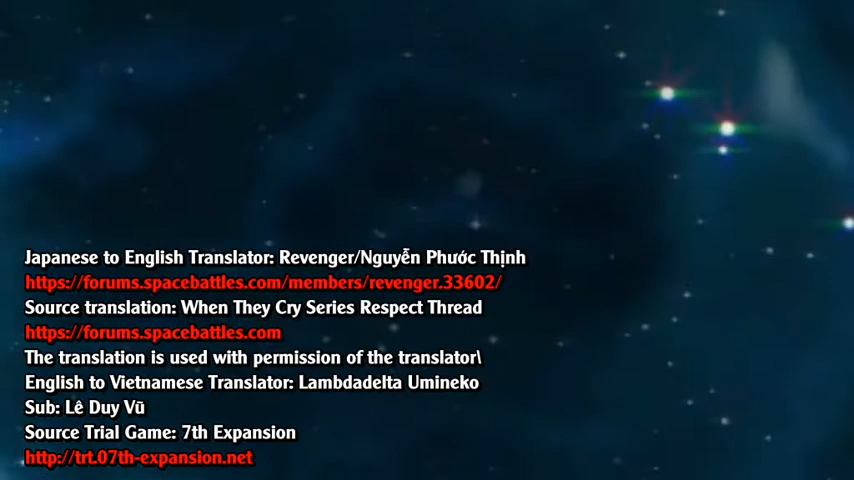 Japanese to English Translator: Revenger/Nguyễn Phước Thịnh
https://forums.spacebattles.com/members/revenger.33602/
Source translation: When They Cry Series Respect Thread
https://forums.spacebattles.com
The translation is used with permission of the translator\
English to Vietnamese Translator: Lambdadelta Umineko
Sub: Lê Duy Vũ
Source Trial Game: 7th Expansion
http://trt.07th-expansion.net